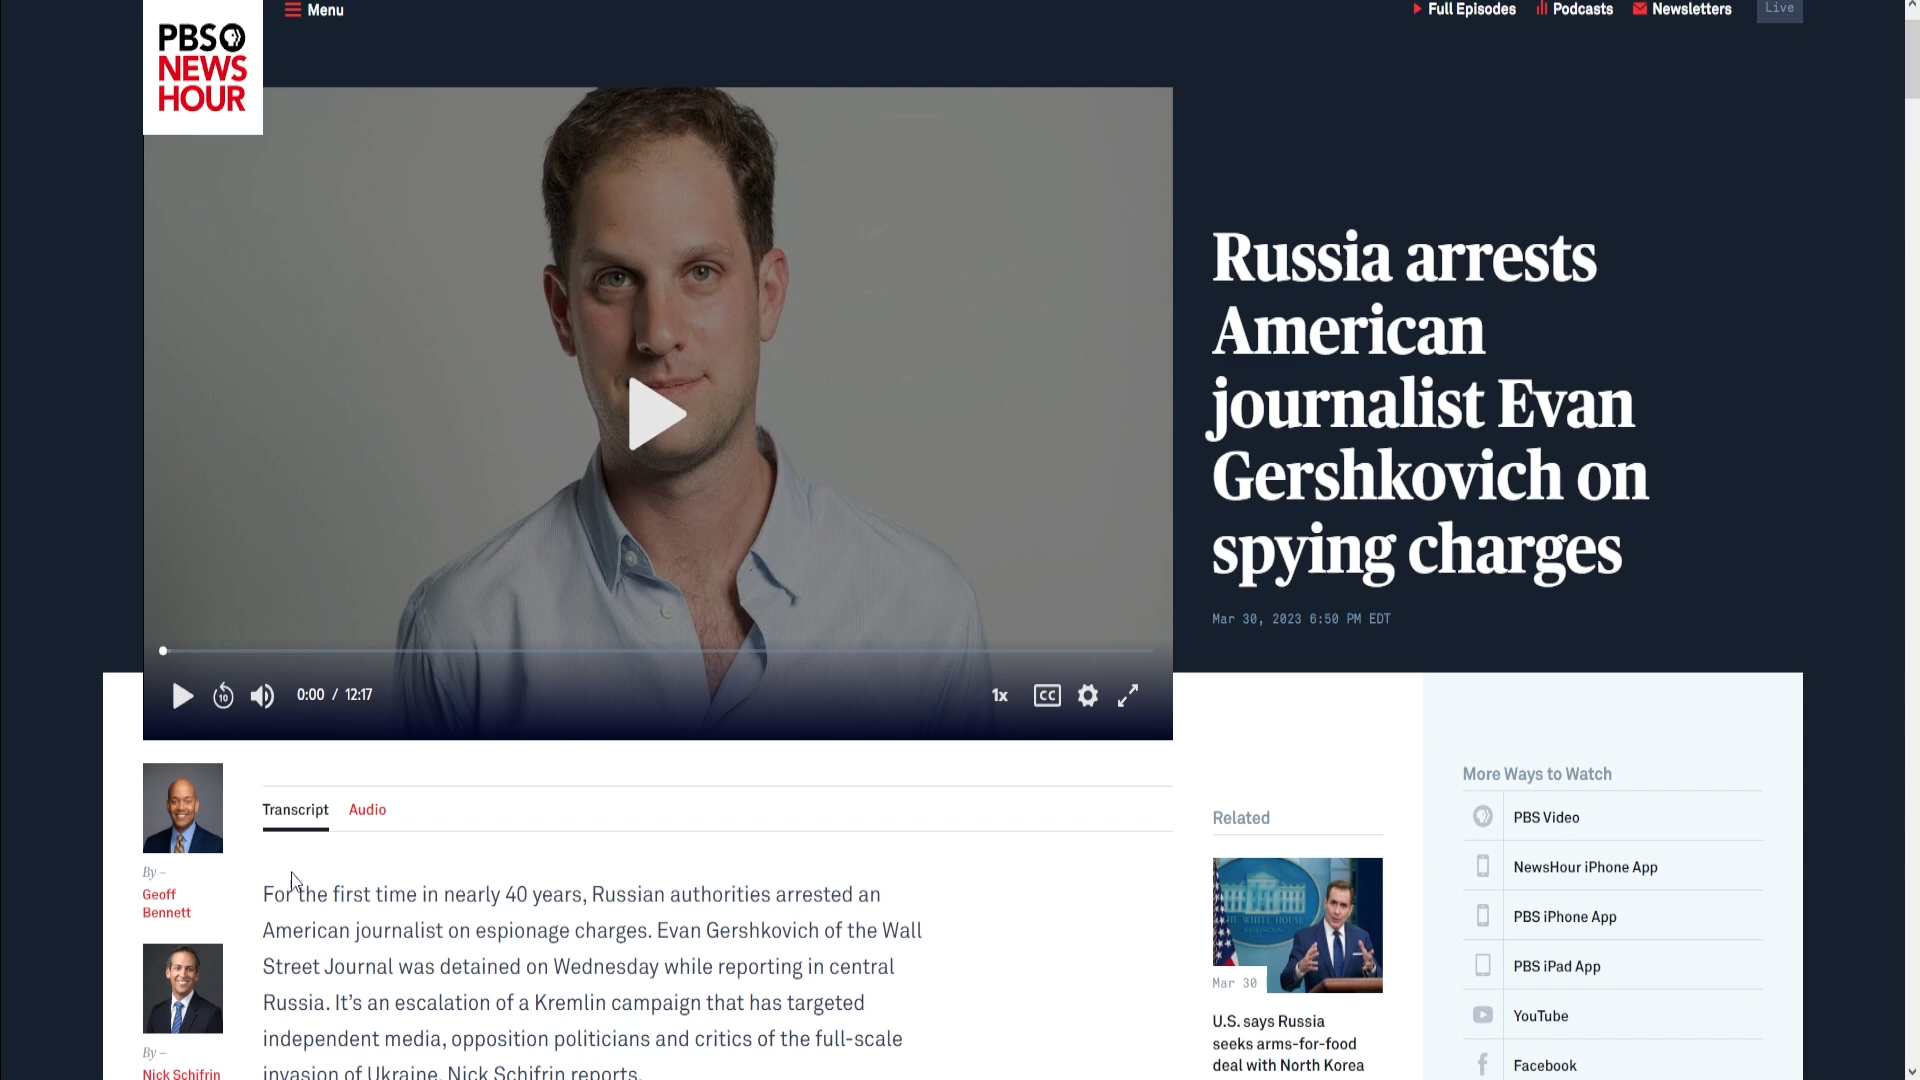 PBS
NEWS
HOUR
Menu
Full Episodes
Podcasts
Newsletters
Live
Russia arrests
American
journalist Evan
Gershkovich on
spying charges
Mar 30, 2023 6:50 PM EDT
10
0:00 / 12:17
1x
CC
Transcript
Audio
By –
Geoff
Bennett
By –
Nick Schifrin
For the first time in nearly 40 years, Russian authorities arrested an
American journalist on espionage charges. Evan Gershkovich of the Wall
Street Journal was detained on Wednesday while reporting in central
Russia. It’s an escalation of a Kremlin campaign that has targeted
independent media, opposition politicians and critics of the full-scale
invasion of Ukraine. Nick Schifrin reports.
Related
THE WHITE HOUSE
WASHINGTON
Mar 30
U.S. says Russia
seeks arms-for-food
deal with North Korea
More Ways to Watch
PBS Video
NewsHour iPhone App
PBS iPhone App
PBS iPad App
YouTube
Facebook